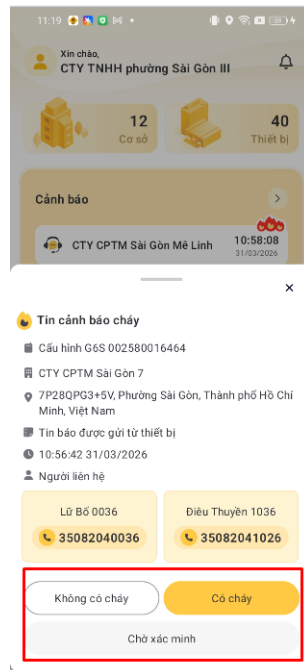 11:19
Xin chào,
CTY TNHH phường Sài Gòn III
12
Cơ sở
40
Thiết bị
Cảnh báo
CTY CPTM Sài Gòn Mê Linh
10:58:08
31/03/2026
Tin cảnh báo cháy
Cấu hình G6S 002580016464
CTY CPTM Sài Gòn 7
7P28QPG3+5V, Phường Sài Gòn, Thành phố Hồ Chí
Minh, Việt Nam
Tin báo được gửi từ thiết bị
10:56:42 31/03/2026
Người liên hệ
Lữ Bố 0036
35082040036
Điêu Thuyền 1036
35082041026
Không có cháy
Có cháy
Chờ xác minh